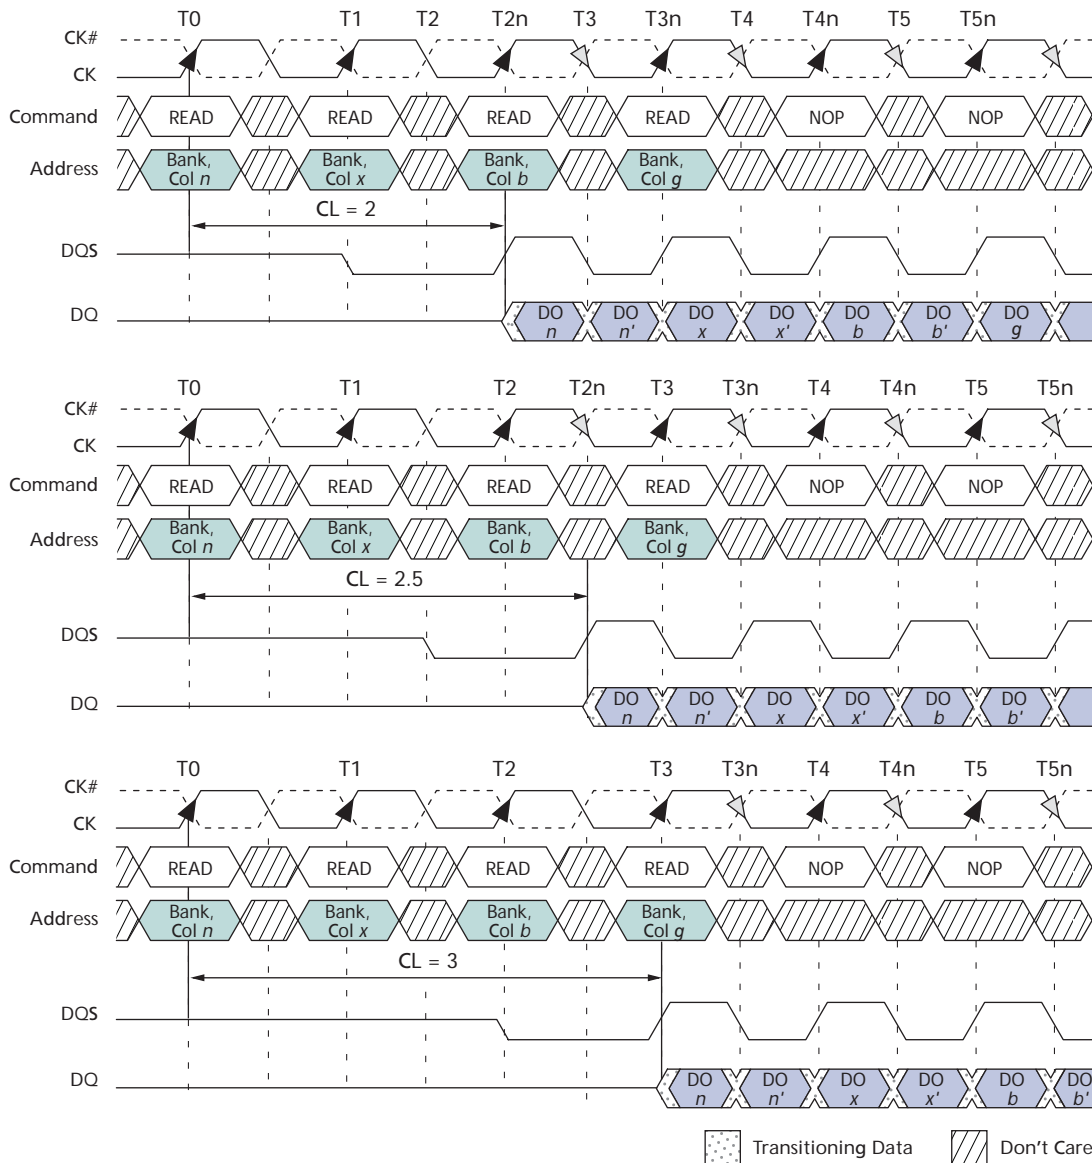 T0 T1 T2 T2n T3 T3n T4 T4n T5 T5n
CK#
CK
Command READ READ READ READ NOP NOP
Address Bank, Col n Bank, Col x Bank, Col b Bank, Col g
CL = 2
DQS
DQ DO n DO n' DO x DO x' DO b DO b' DO g
T0 T1 T2 T2n T3 T3n T4 T4n T5 T5n
CK#
CK
Command READ READ READ READ NOP NOP
Address Bank, Col n Bank, Col x Bank, Col b Bank, Col g
CL = 2.5
DQS
DQ DO n DO n' DO x DO x' DO b DO b'
T0 T1 T2 T3 T3n T4 T4n T5 T5n
CK#
CK
Command READ READ READ READ NOP NOP
Address Bank, Col n Bank, Col x Bank, Col b Bank, Col g
CL = 3
DQS
DQ DO n DO n' DO x DO x' DO b DO b'
Transitioning Data Don't Care